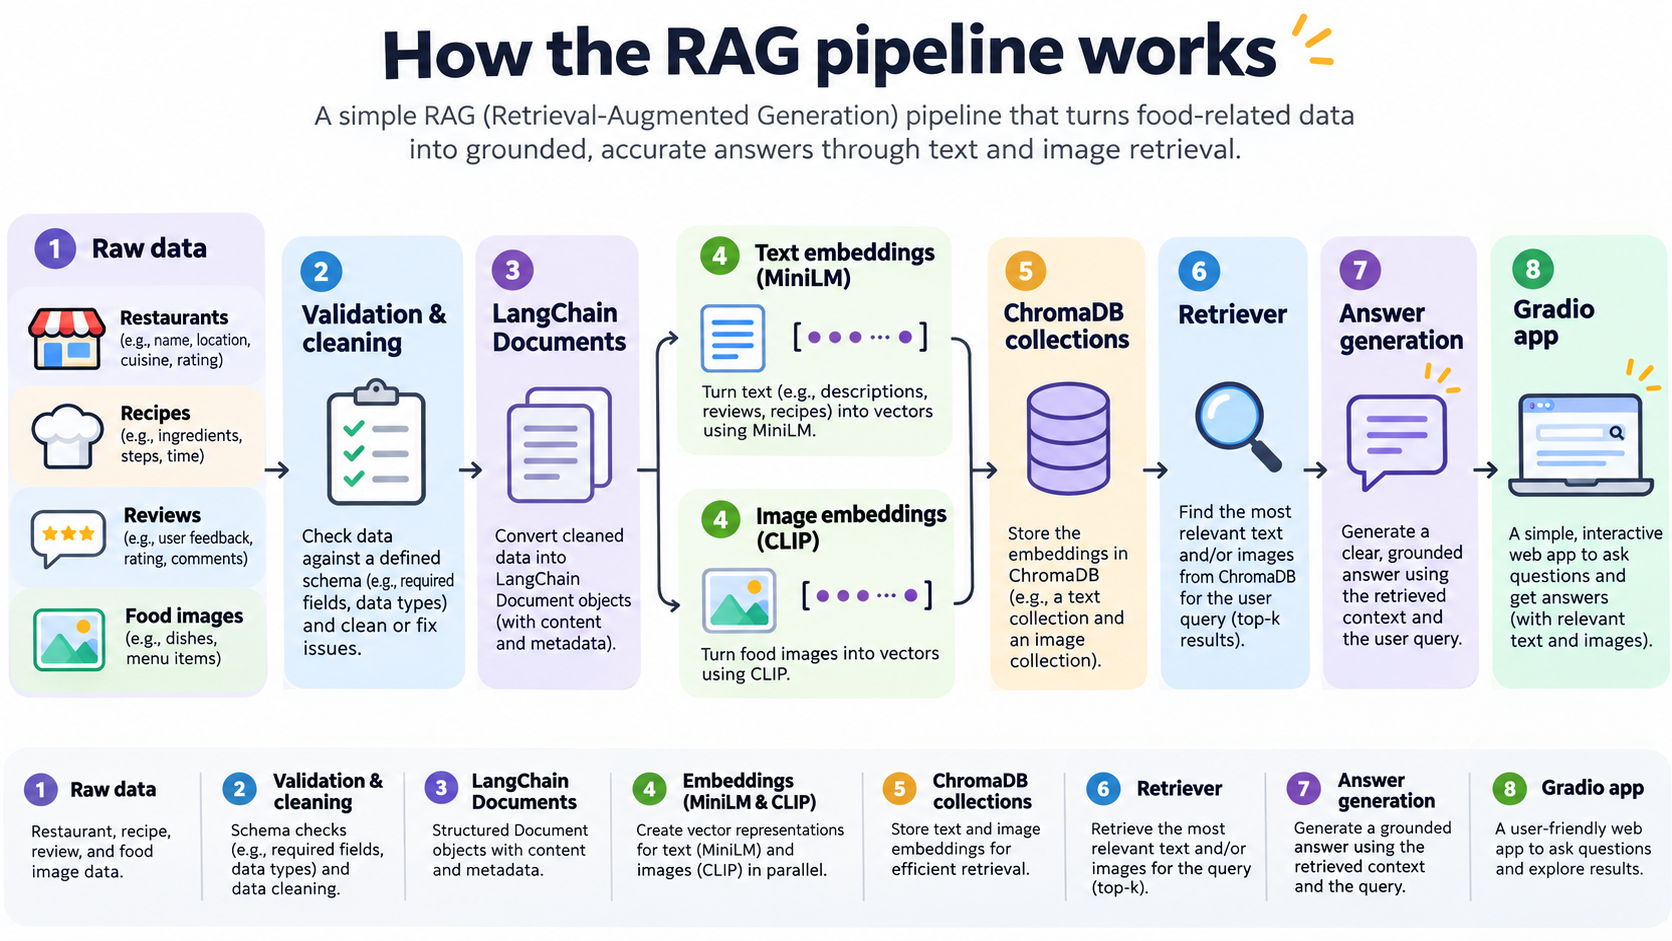 How the RAG pipeline works
A simple RAG (Retrieval-Augmented Generation) pipeline that turns food-related data
into grounded, accurate answers through text and image retrieval.
1
Raw data
Restaurants
(e.g., name, location,
cuisine, rating)
Recipes
(e.g., ingredients,
steps, time)
Reviews
(e.g., user feedback,
rating, comments)
Food images
(e.g., dishes,
menu items)
2
Validation &
cleaning
Check data
against a defined
schema (e.g., required
fields, data types)
and clean or fix
issues.
3
LangChain
Documents
Convert cleaned
data into
LangChain
Document objects
(with content
and metadata).
4
Text embeddings
(MiniLM)
[ ... ]
Turn text (e.g., descriptions,
reviews, recipes) into vectors
using MiniLM.
4
Image embeddings
(CLIP)
[ ... ]
Turn food images into vectors
using CLIP.
5
ChromaDB
collections
Store the
embeddings in
ChromaDB
(e.g., a text
collection and
an image
collection).
6
Retriever
Find the most
relevant text
and/or images
from ChromaDB
for the user
query (top-k
results).
7
Answer
generation
Generate a
clear, grounded
answer using
the retrieved
context and
the user query.
8
Gradio
app
A simple, interactive
web app to ask
questions and
get answers
(with relevant
text and images).
1
Raw data
Restaurant, recipe,
review, and food
image data.
2
Validation &
cleaning
Schema checks
(e.g., required fields,
data types) and
data cleaning.
3
LangChain
Documents
Structured Document
objects with content
and metadata.
4
Embeddings
(MiniLM & CLIP)
Create vector representations
for text (MiniLM) and
images (CLIP) in parallel.
5
ChromaDB
collections
Store text and image
embeddings for
efficient retrieval.
6
Retriever
Retrieve the most
relevant text and/or
images for the query
(top-k).
7
Answer
generation
Generate a grounded
answer using the
retrieved context
and the query.
8
Gradio app
A user-friendly web
app to ask questions
and explore results.